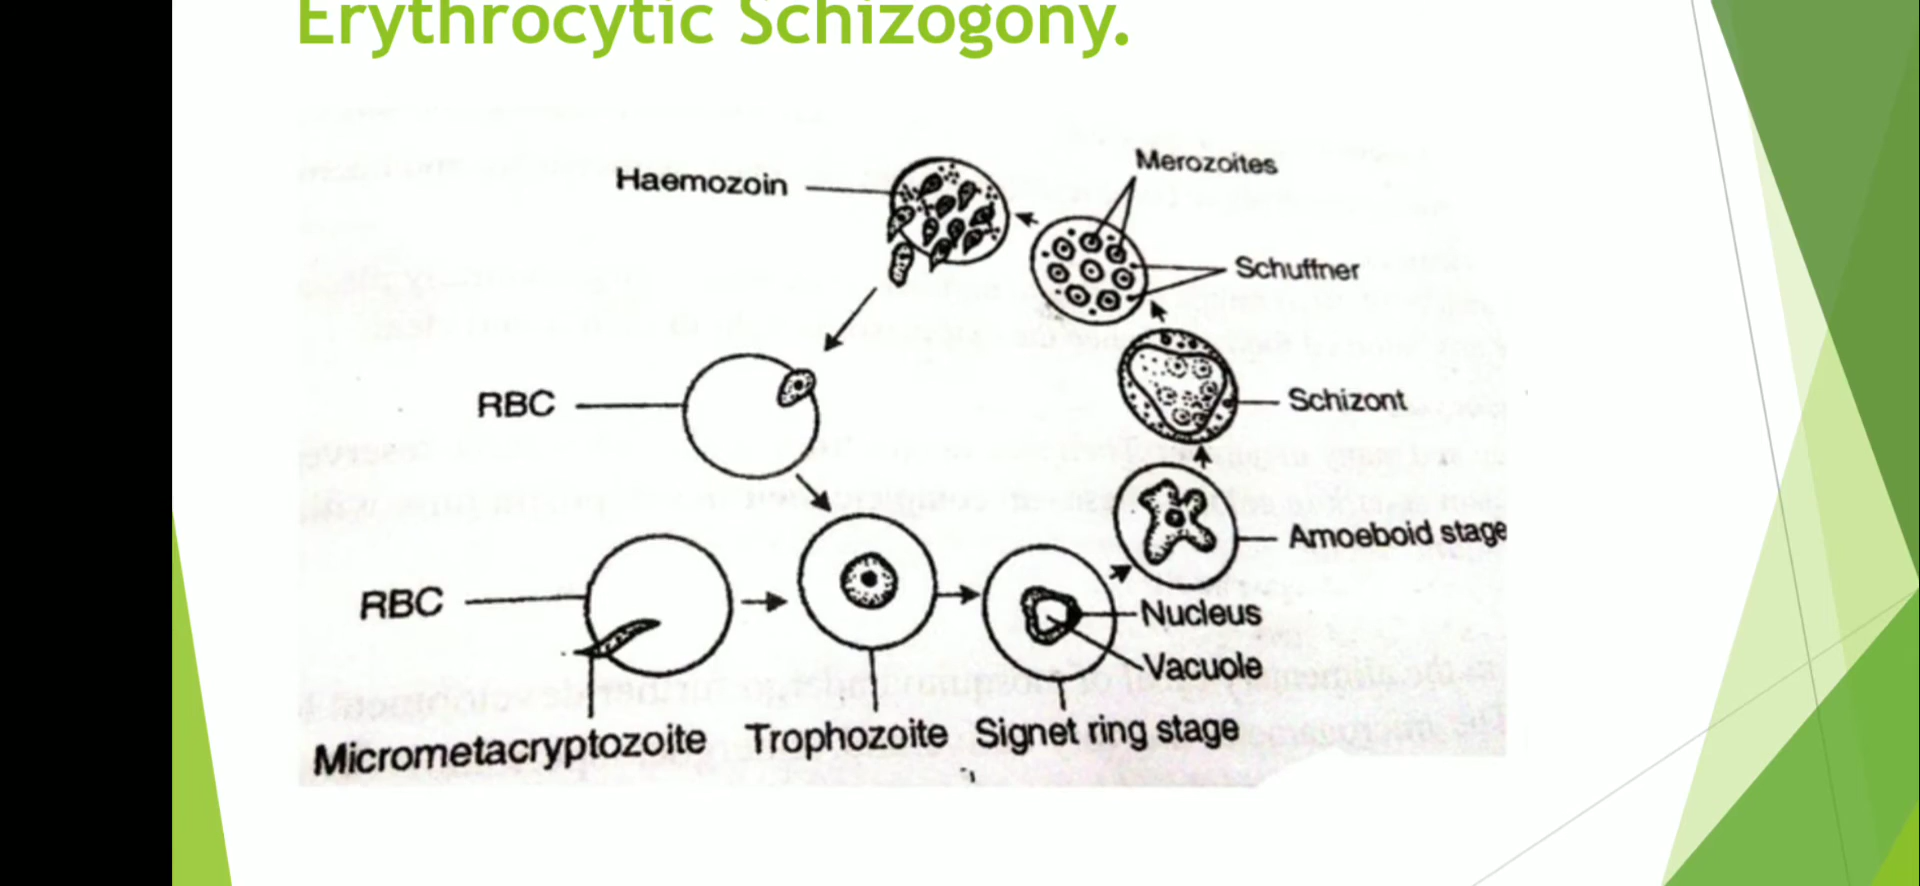 Erythrocytic Schizogony.
Haemozoin
Merozoites
Schuffner
RBC
Schizont
Amoeboid stage
RBC
Nucleus
Vacuole
Micrometacryptozoite
Trophozoite
Signet ring stage